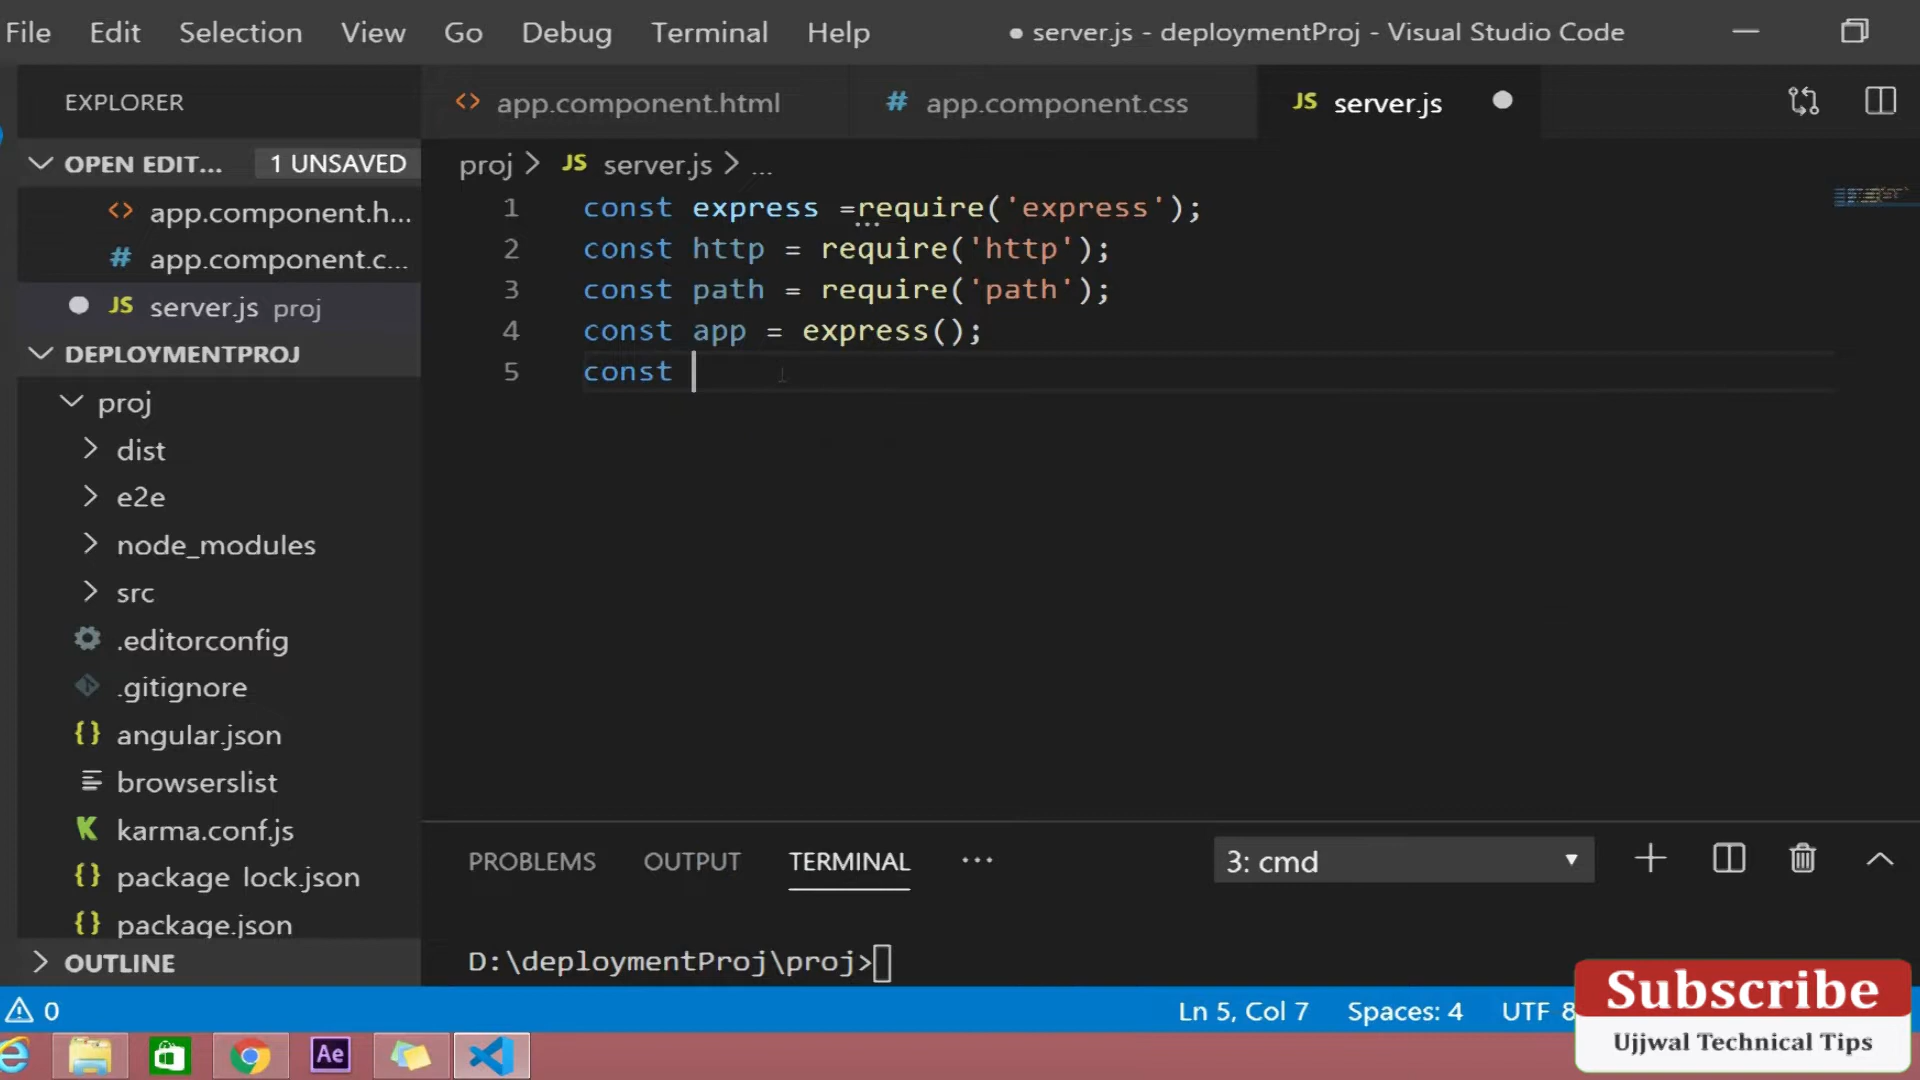 File Edit Selection View Go Debug Terminal Help ● server.js - deploymentProj - Visual Studio Code
EXPLORER
<> app.component.html # app.component.css JS server.js
OPEN EDIT... 1 UNSAVED
proj > JS server.js > ...
<> app.component.h...
# app.component.c...
JS server.js proj
DEPLOYMENTPROJ
proj
dist
e2e
node_modules
src
.editorconfig
.gitignore
{} angular.json
browserslist
K karma.conf.js
{} package lock.json
{} package.json
OUTLINE
1 const express =require('express');
2 const http = require('http');
3 const path = require('path');
4 const app = express();
5 const
PROBLEMS OUTPUT TERMINAL ... 3: cmd
D:\deploymentProj\proj>
0 Ln 5, Col 7 Spaces: 4 UTF 8
Subscribe
Ujjwal Technical Tips
Ae